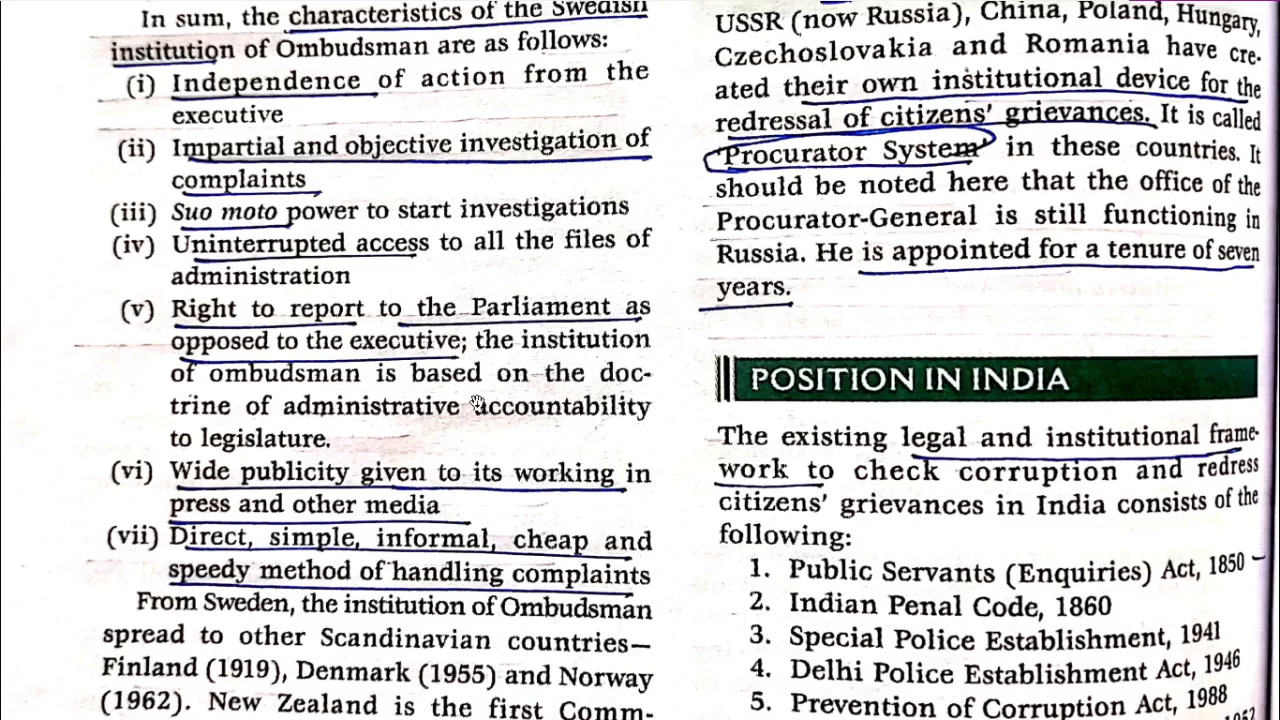 In sum, the characteristics of the Swedish
institution of Ombudsman are as follows:
(i) Independence of action from the
executive
(ii) Impartial and objective investigation of
complaints
(iii) Suo moto power to start investigations
(iv) Uninterrupted access to all the files of
administration
(v) Right to report to the Parliament as
opposed to the executive; the institution
of ombudsman is based on the doc-
trine of administrative accountability
to legislature.
(vi) Wide publicity given to its working in
press and other media
(vii) Direct, simple, informal, cheap and
speedy method of handling complaints
From Sweden, the institution of Ombudsman
spread to other Scandinavian countries—
Finland (1919), Denmark (1955) and Norway
(1962). New Zealand is the first Comm-
USSR (now Russia), China, Poland, Hungary,
Czechoslovakia and Romania have cre-
ated their own institutional device for the
redressal of citizens' grievances. It is called
'Procurator System' in these countries. It
should be noted here that the office of the
Procurator-General is still functioning in
Russia. He is appointed for a tenure of seven
years.
POSITION IN INDIA
The existing legal and institutional frame-
work to check corruption and redress
citizens' grievances in India consists of the
following:
1. Public Servants (Enquiries) Act, 1850
2. Indian Penal Code, 1860
3. Special Police Establishment, 1941
4. Delhi Police Establishment Act, 1946
5. Prevention of Corruption Act, 1988